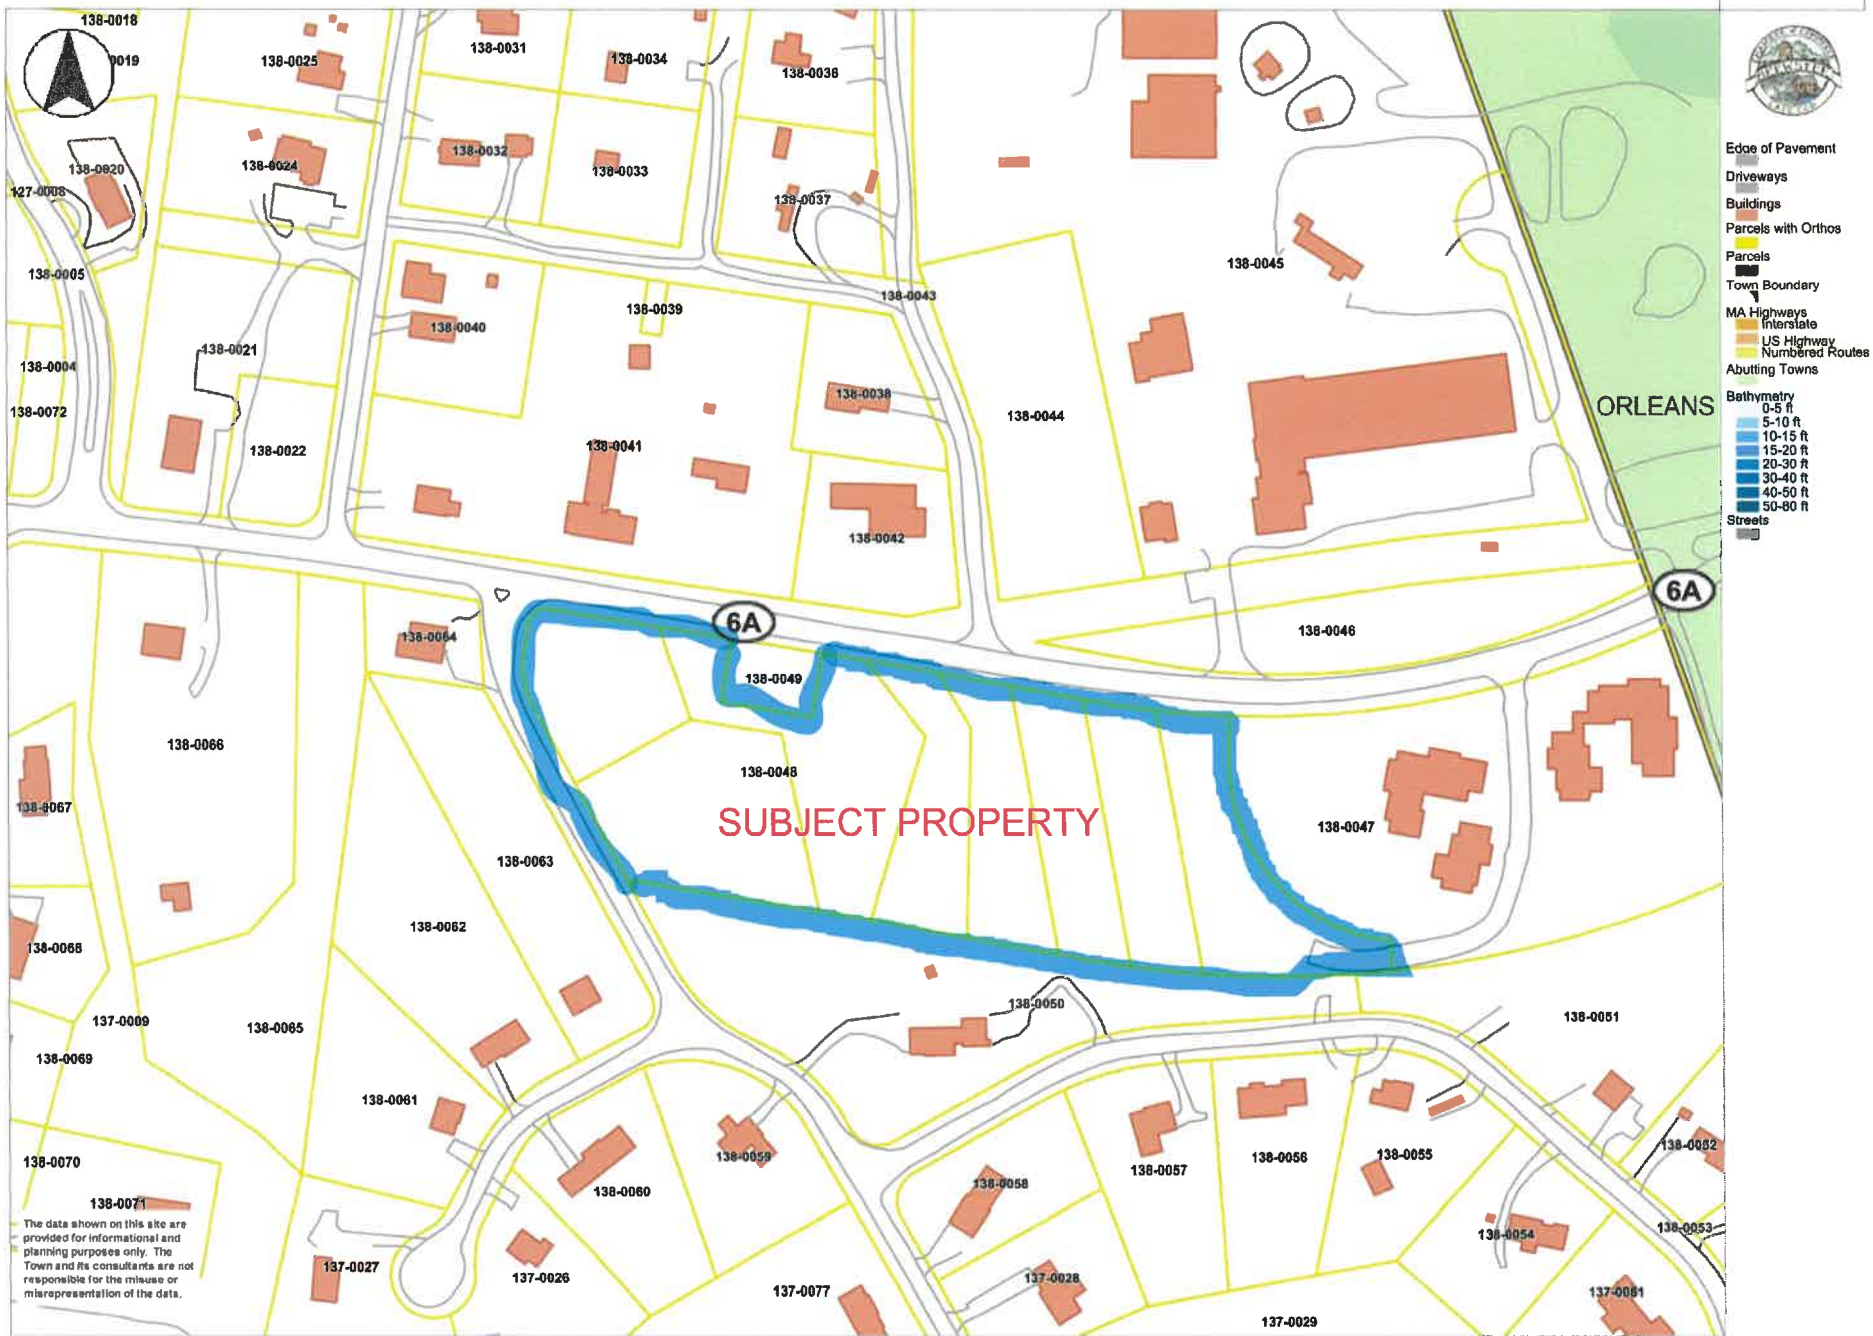 138-0018
0019
138-0025
138-0031
138-0034
138-0036
138-0020
127-0008
138-0024
138-0032
138-0033
138-0037
138-0005
138-0045
138-0043
138-0039
138-0040
138-0021
138-0004
138-0072
138-0038
138-0044
ORLEANS
138-0022
138-0041
138-0042
6A
6A
138-0046
138-0064
138-0049
138-0066
138-0048
SUBJECT PROPERTY
138-0067
138-0047
138-0063
138-0062
138-0068
138-0050
137-0009
138-0065
138-0051
138-0069
138-0061
138-0070
138-0059
138-0060
138-0057
138-0056
138-0055
138-0052
138-0058
138-0071
138-0054
138-0053
137-0027
137-0026
137-0077
137-0028
137-0029
137-0061
The data shown on this site are
provided for informational and
planning purposes only. The
Town and its consultants are not
responsible for the misuse or
misrepresentation of the data.
Edge of Pavement
Driveways
Buildings
Parcels with Orthos
Parcels
Town Boundary
MA Highways
Interstate
US Highway
Numbered Routes
Abutting Towns
Bathymetry
0-5 ft
5-10 ft
10-15 ft
15-20 ft
20-30 ft
30-40 ft
40-50 ft
50-80 ft
Streets